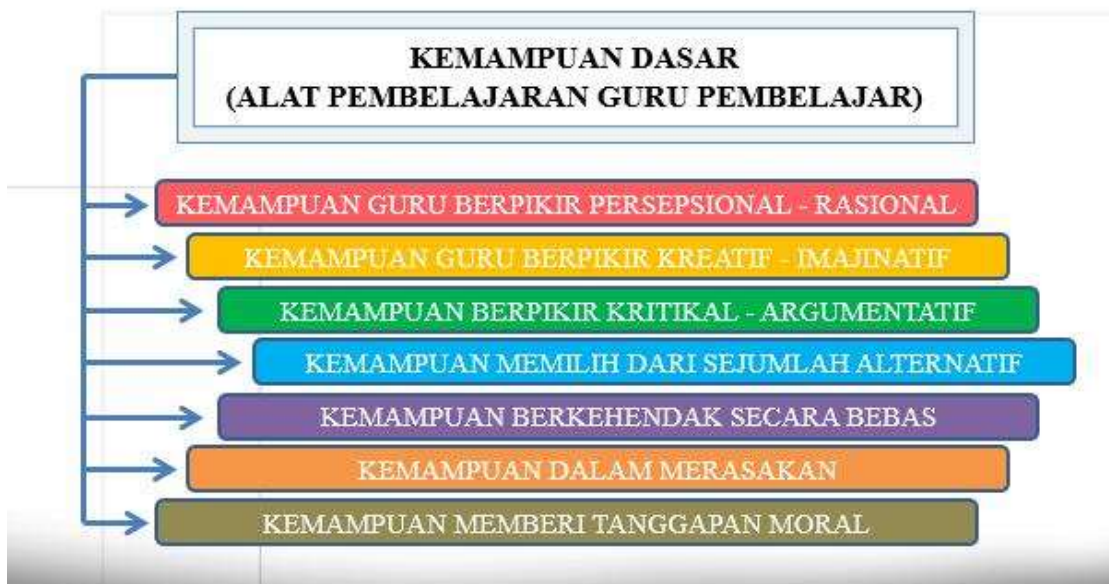 KEMAMPUAN DASAR
(ALAT PEMBELAJARAN GURU PEMBELAJAR)
KEMAMPUAN GURU BERPIKIR PERSEPSIONAL - RASIONAL
KEMAMPUAN GURU BERPIKIR KREATIF - IMAJINATIF
KEMAMPUAN BERPIKIR KRITIKAL - ARGUMENTATIF
KEMAMPUAN MEMILIH DARI SEJUMLAH ALTERNATIF
KEMAMPUAN BERKEHENDAK SECARA BEBAS
KEMAMPUAN DALAM MERASAKAN
KEMAMPUAN MEMBERI TANGGAPAN MORAL